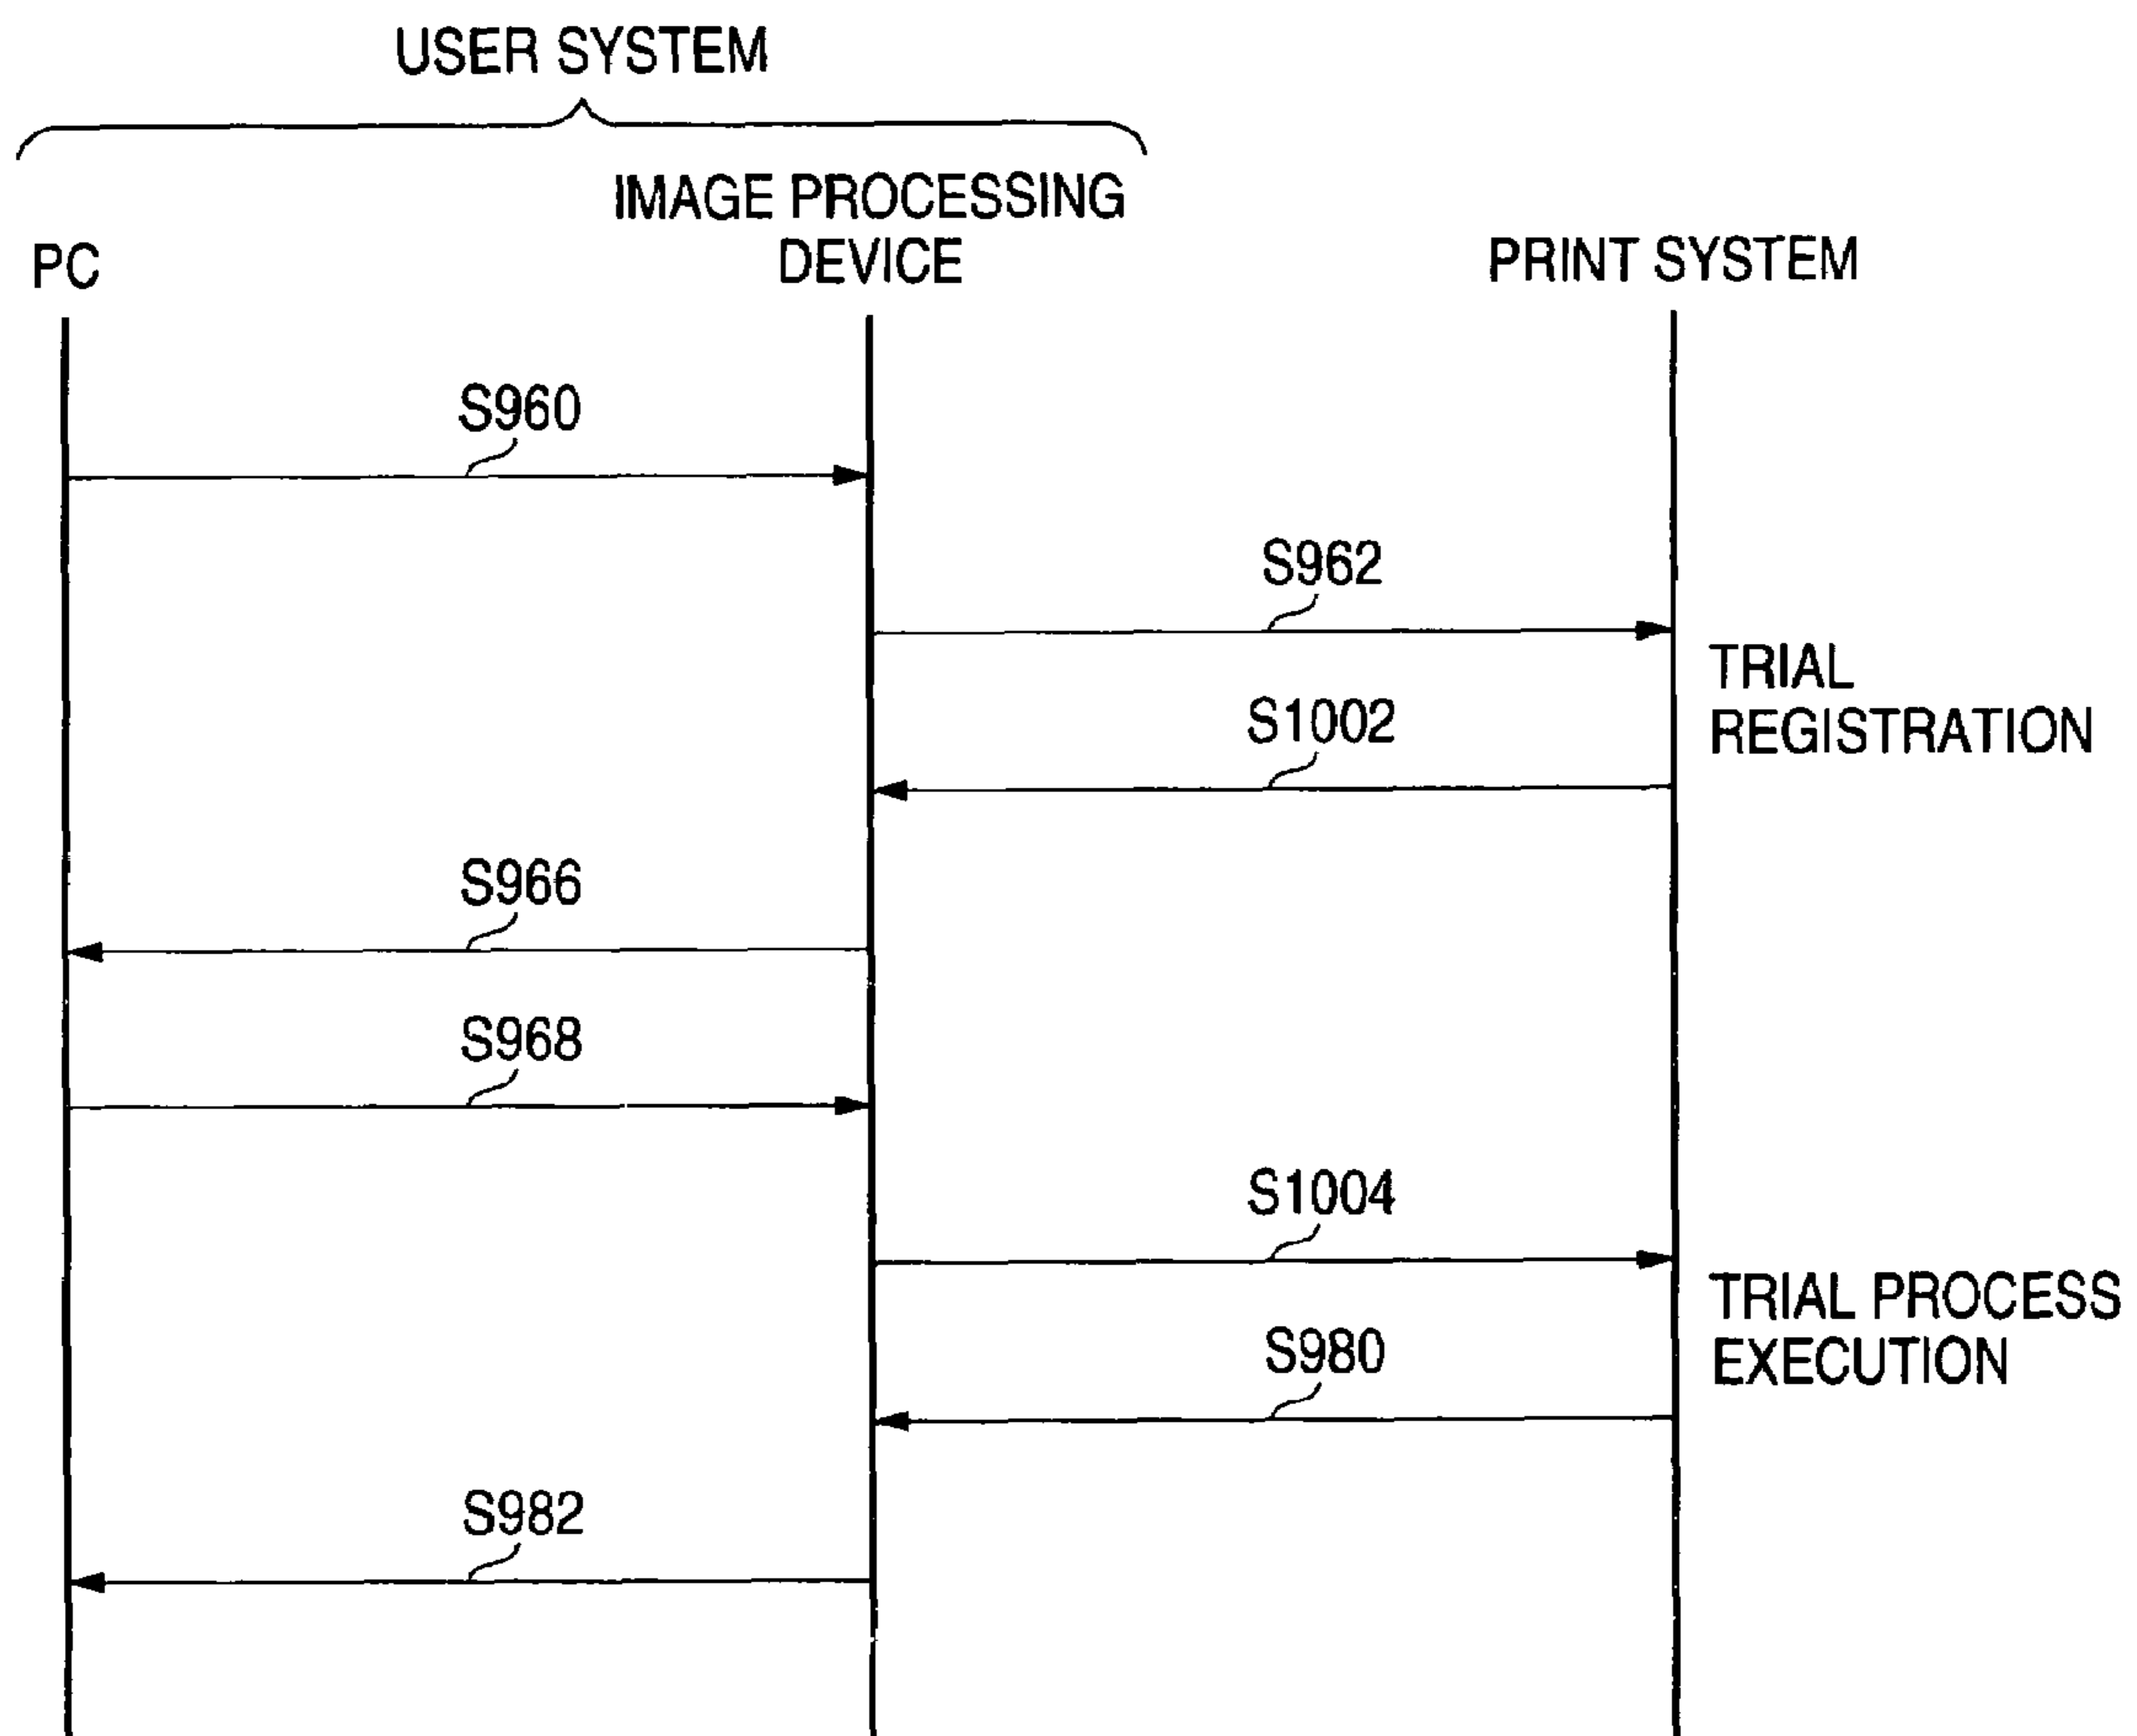 USER SYSTEM
IMAGE PROCESSING
DEVICE
PC
PRINT SYSTEM
S960
S962
TRIAL
REGISTRATION
S1002
S966
S968
S1004
TRIAL PROCESS
EXECUTION
S980
S982